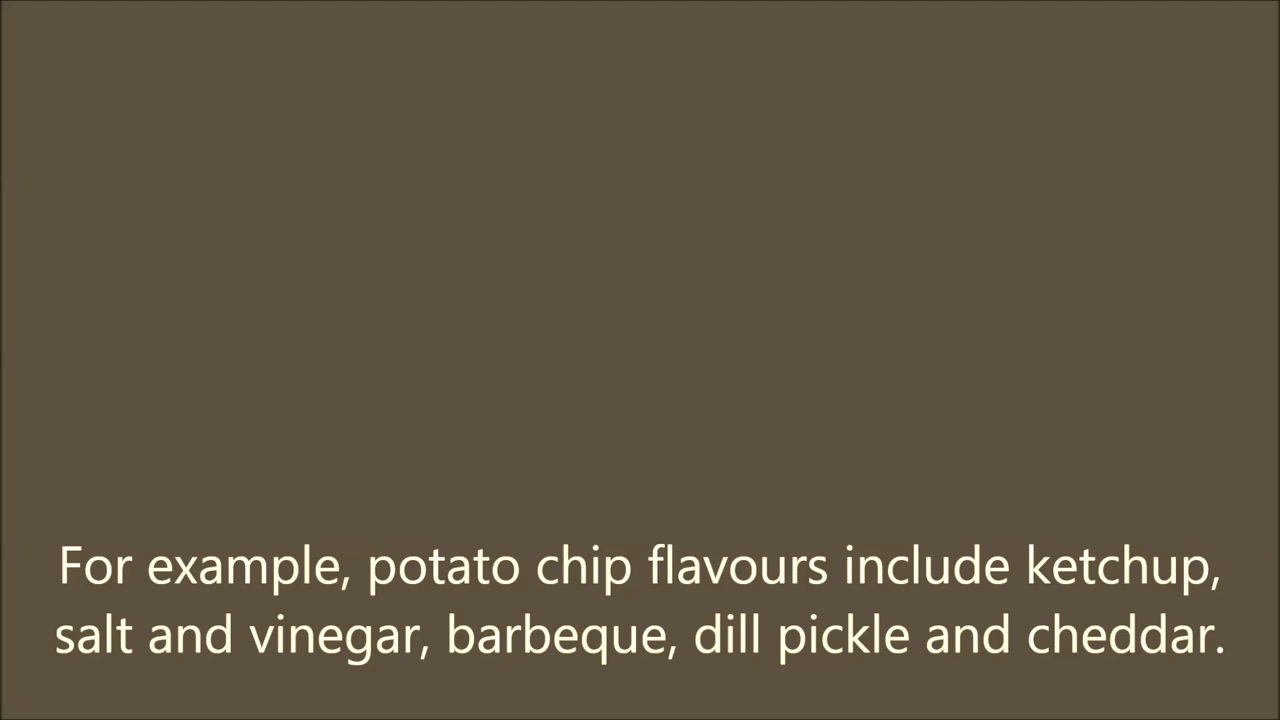 For example, potato chip flavours include ketchup,
salt and vinegar, barbeque, dill pickle and cheddar.